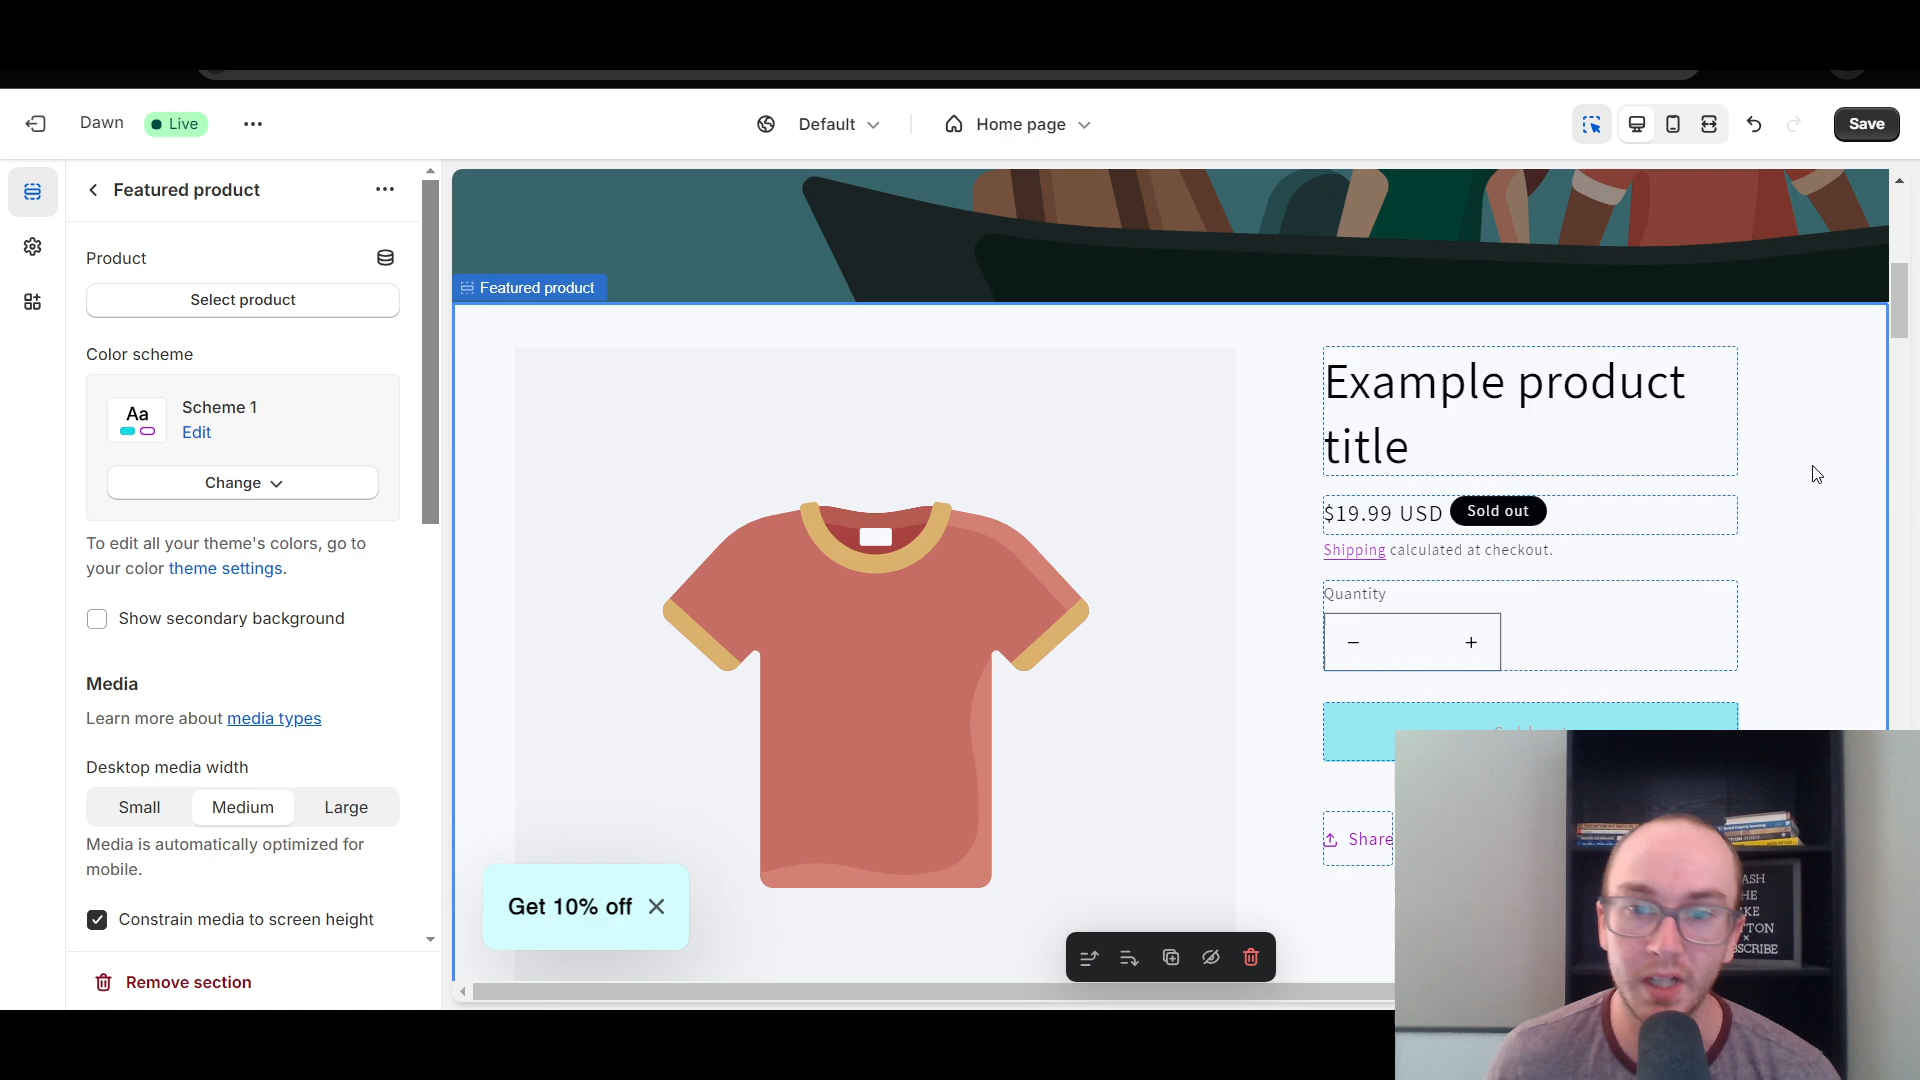 Dawn
Live
Default
Home page
Save
Featured product
Product
Select product
Color scheme
Aa
Scheme 1
Edit
Change
To edit all your theme's colors, go to
your color theme settings.
Show secondary background
Media
Learn more about media types
Desktop media width
Small Medium Large
Media is automatically optimized for
mobile.
Constrain media to screen height
Remove section
Featured product
Example product
title
$19.99 USD Sold out
Shipping calculated at checkout.
Quantity
Share
Get 10% off